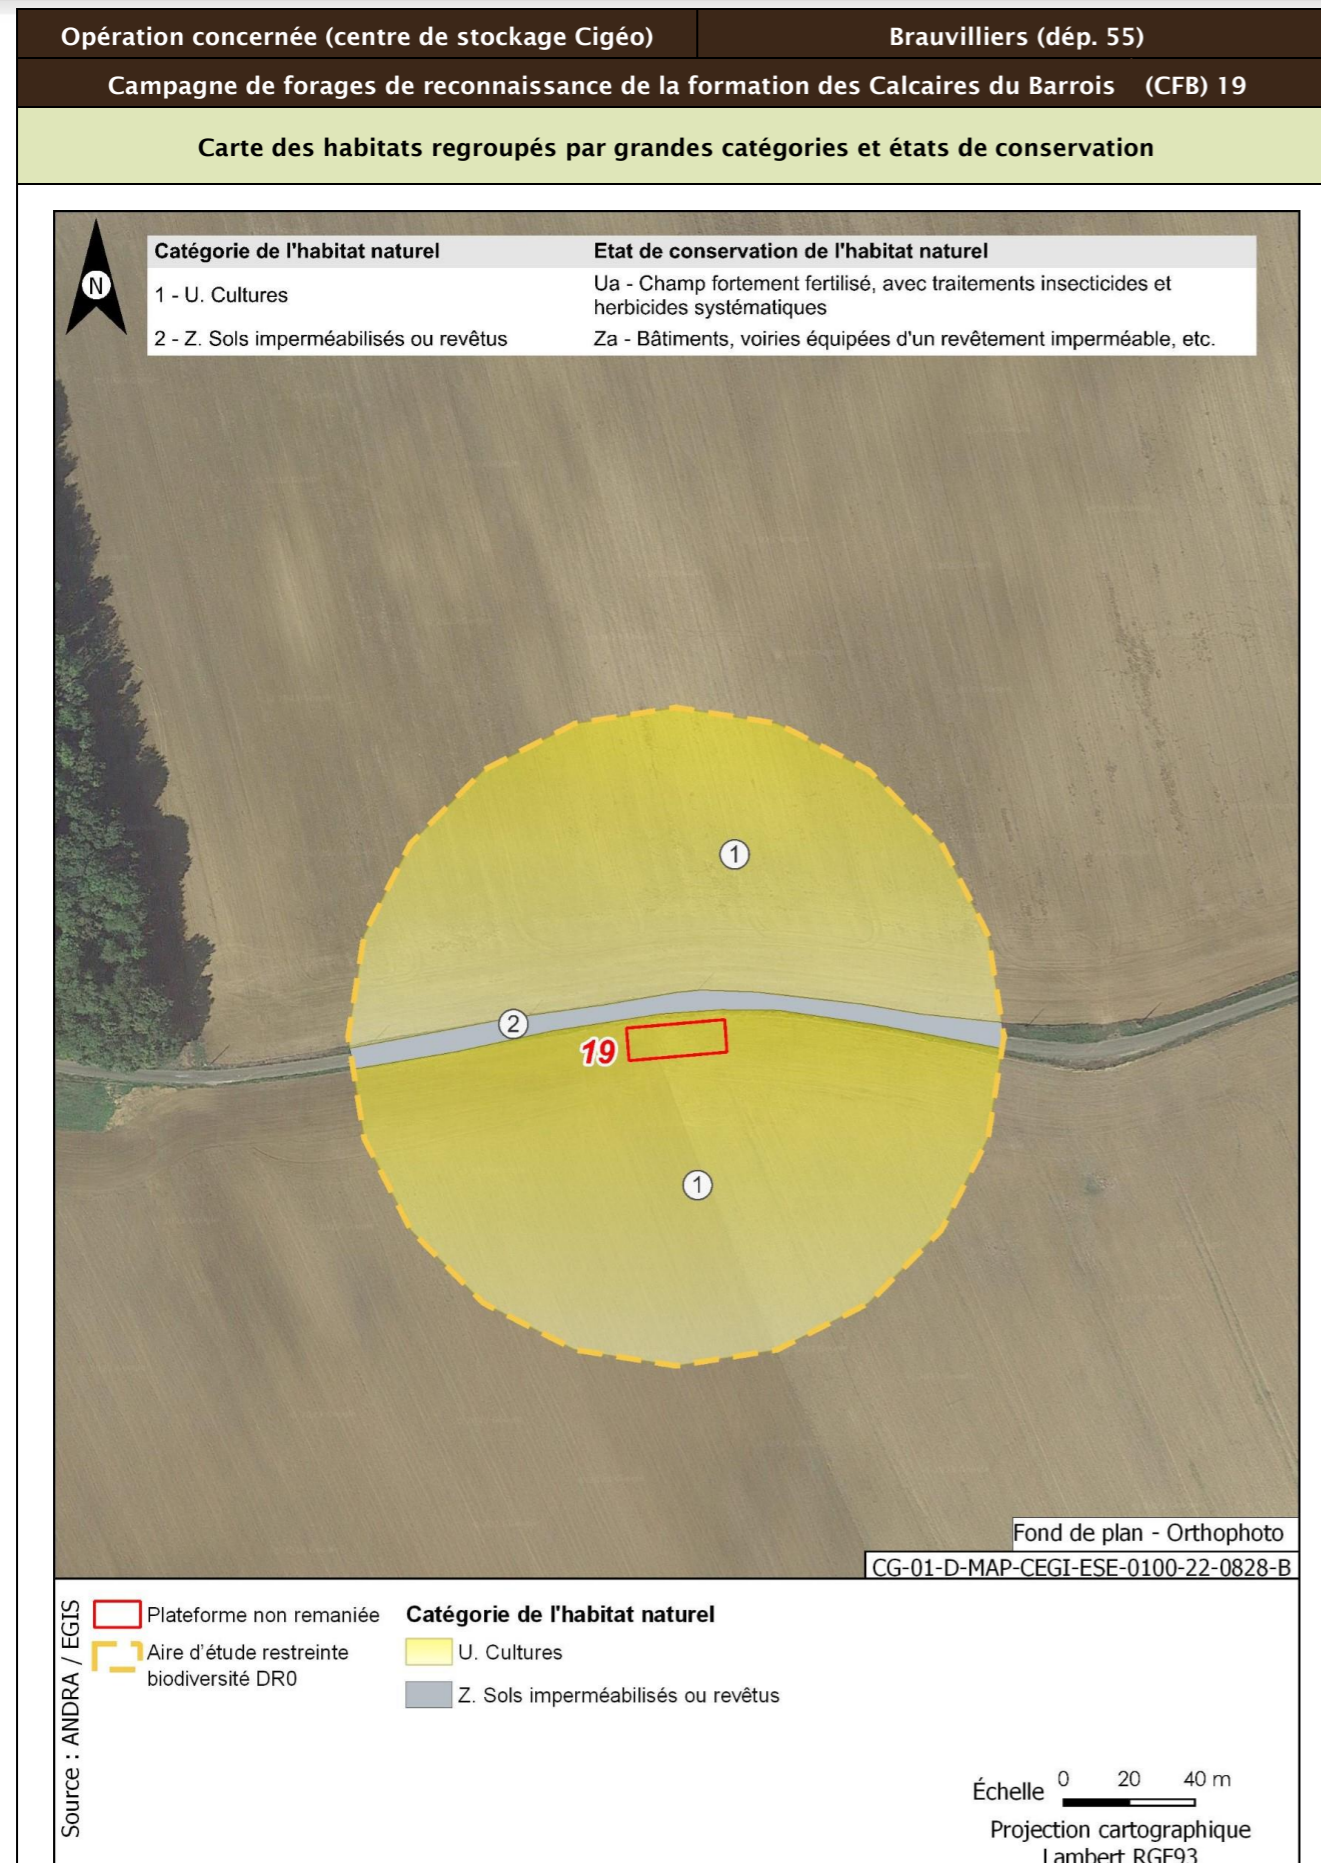 Opération concernée (centre de stockage Cigéo)
Brauvilliers (dép. 55)
Campagne de forages de reconnaissance de la formation des Calcaires du Barrois (CFB) 19
Carte des habitats regroupés par grandes catégories et états de conservation
N
Catégorie de l'habitat naturel
Etat de conservation de l'habitat naturel
1 - U. Cultures
Ua - Champ fortement fertilisé, avec traitements insecticides et
herbicides systématiques
2 - Z. Sols imperméabilisés ou revêtus
Za - Bâtiments, voiries équipées d'un revêtement imperméable, etc.
1
2
19
1
Fond de plan - Orthophoto
CG-01-D-MAP-CEGI-ESE-0100-22-0828-B
Source : ANDRA / EGIS
Plateforme non remaniée
Aire d'étude restreinte
biodiversité DR0
Catégorie de l'habitat naturel
U. Cultures
Z. Sols imperméabilisés ou revêtus
Échelle 0 20 40 m
Projection cartographique
Lambert RGF93